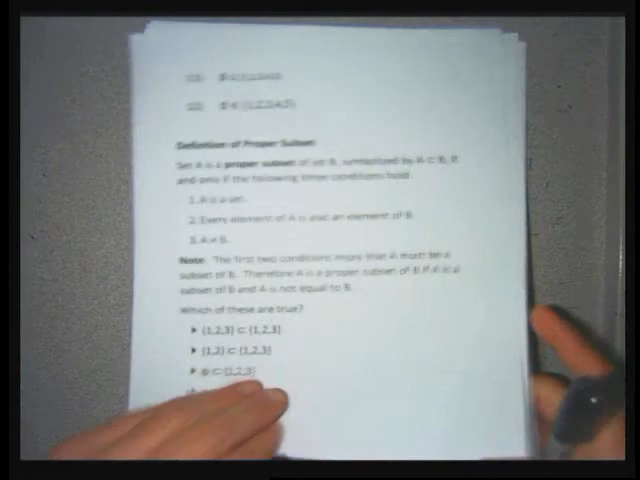 Definition of Proper Subset
Set A is a proper subset of set B, symbolized by A ⊂ B, if
and only if the following three conditions hold.
1. A is a set.
2. Every element of A is also an element of B.
3. A ≠ B.
Note: The first two conditions imply that A must be a
subset of B. Therefore A is a proper subset of B if A is a
subset of B and A is not equal to B.
Which of these are true?
▸ {1,2,3} ⊂ {1,2,3}
▸ {1,2} ⊂ {1,2,3}
▸ ϕ ⊂ {1,2,3}